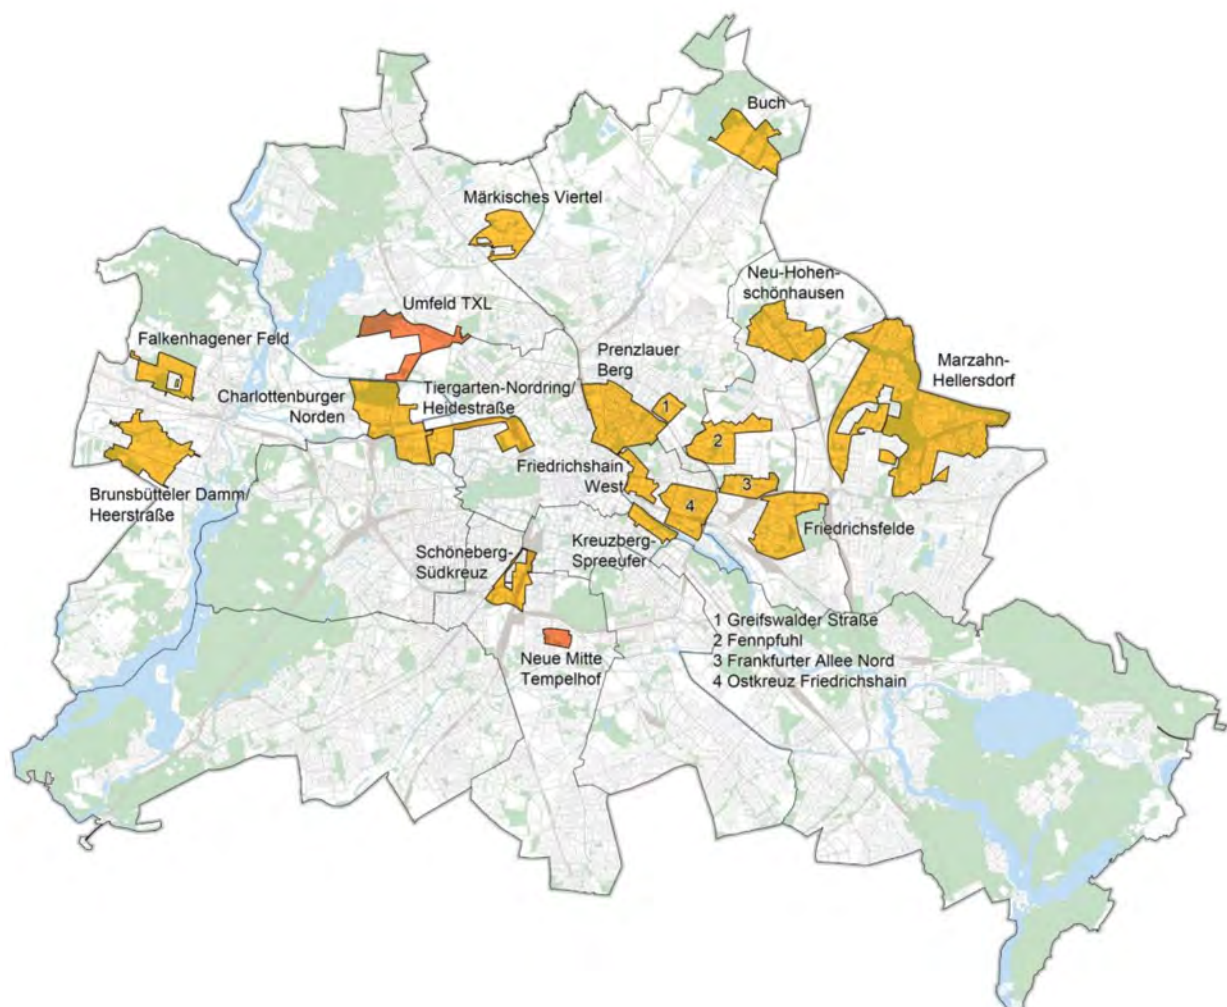 Buch
Märkisches Viertel
Neu-Hohen-
schönhausen
Umfeld TXL
Falkenhagener Feld
Prenzlauer
Berg
Marzahn-
Hellersdorf
Charlottenburger
Norden
Tiergarten-Nordring/
Heidestraße
1
2
Friedrichshain
West
3
4
Brunsbütteler Damm/
Heerstraße
Friedrichsfelde
Schöneberg-
Südkreuz
Kreuzberg-
Spreeufer
Neue Mitte
Tempelhof
1 Greifswalder Straße
2 Fennpfuhl
3 Frankfurter Allee Nord
4 Ostkreuz Friedrichshain